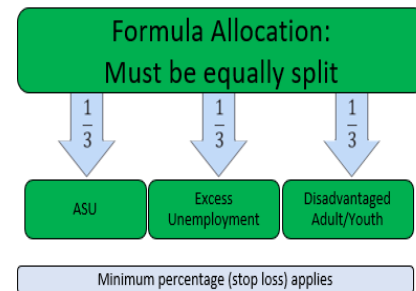 Formula Allocation:
Must be equally split
1/3 1/3 1/3
ASU
Excess
Unemployment
Disadvantaged
Adult/Youth
Minimum percentage (stop loss) applies